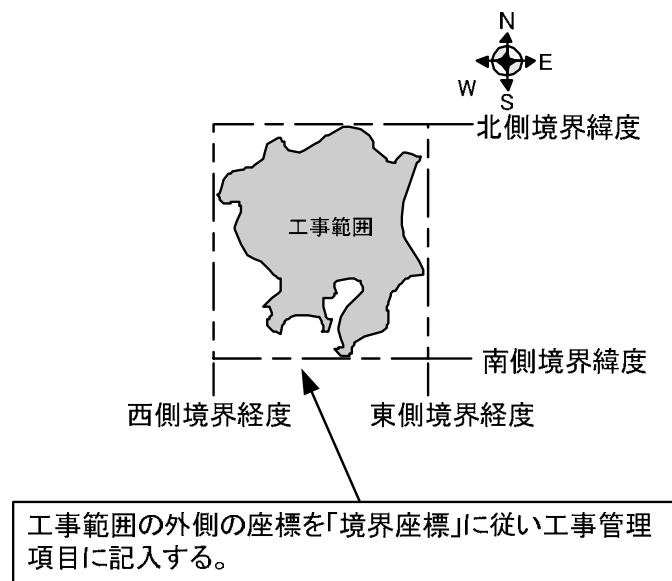 N
W
E
S
北側境界緯度
工事範囲
南側境界緯度
西側境界経度
東側境界経度
工事範囲の外側の座標を｢境界座標｣に従い工事管理
項目に記入する。